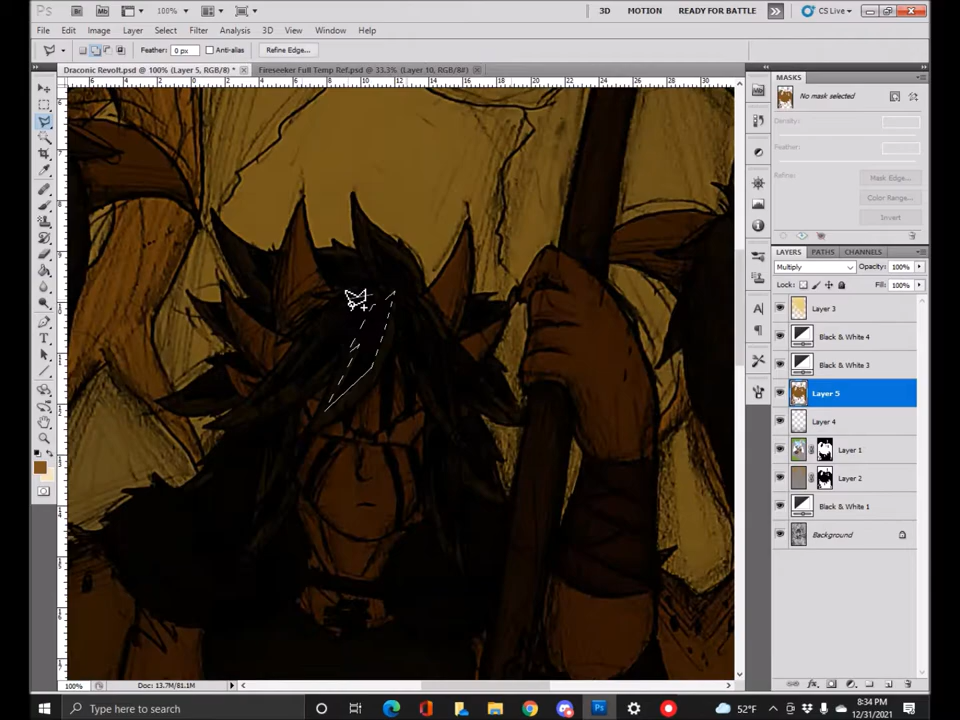 Ps Br Mb 100% 3D MOTION READY FOR BATTLE CS Live
File Edit Image Layer Select Filter Analysis 3D View Window Help
Feather: 0 px Anti-alias Refine Edge...
Draconic Revolt.psd @ 100% (Layer 5, RGB/8) * Fireseeker Full Temp Ref.psd @ 33.3% (Layer 10, RGB/8#)
MASKS
No mask selected
Density:
Feather:
Refine: Mask Edge...
Color Range...
Invert
LAYERS PATHS CHANNELS
Multiply Opacity: 100%
Lock: Fill: 100%
Layer 3
Black & White 4
Black & White 3
Layer 5
Layer 4
Layer 1
Layer 2
Black & White 1
Background
100% Doc: 13.7M/81.1M
Type here to search 52°F 8:34 PM
12/31/2021